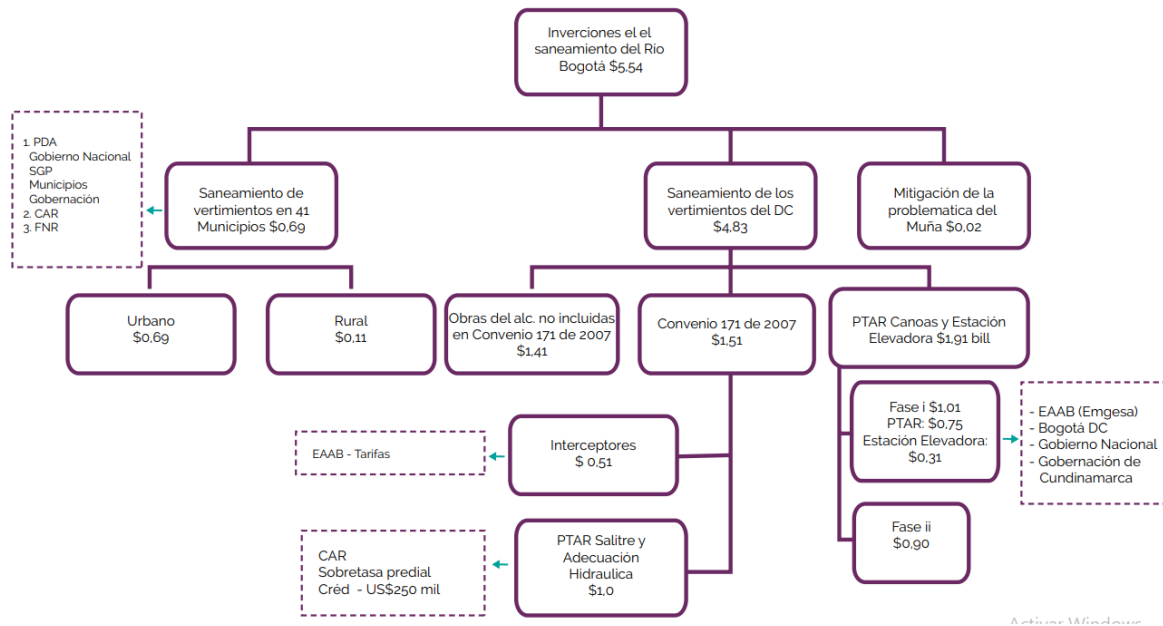 Inverciones el el
saneamiento del Río
Bogotá $5,54
1. PDA
Gobierno Nacional
SGP
Municipios
Gobernación
2. CAR
3. FNR
Saneamiento de
vertimientos en 41
Municipios $0,69
Saneamiento de los
vertimientos del DC
$4,83
Mitigación de la
problematica del
Muña $0,02
Urbano
$0,69
Rural
$0,11
Obras del alc. no incluidas
en Convenio 171 de 2007
$1,41
Convenio 171 de 2007
$1,51
PTAR Canoas y Estación
Elevadora $1,91 bill
Fase i $1,01
PTAR: $0,75
Estación Elevadora:
$0,31
- EAAB (Emgesa)
- Bogotá DC
- Gobierno Nacional
- Gobernación de
Cundinamarca
EAAB - Tarifas
Interceptores
$ 0,51
Fase ii
$0,90
CAR
Sobretasa predial
Créd - US$250 mil
PTAR Salitre y
Adecuación
Hidraulica
$1,0
Activar Windows